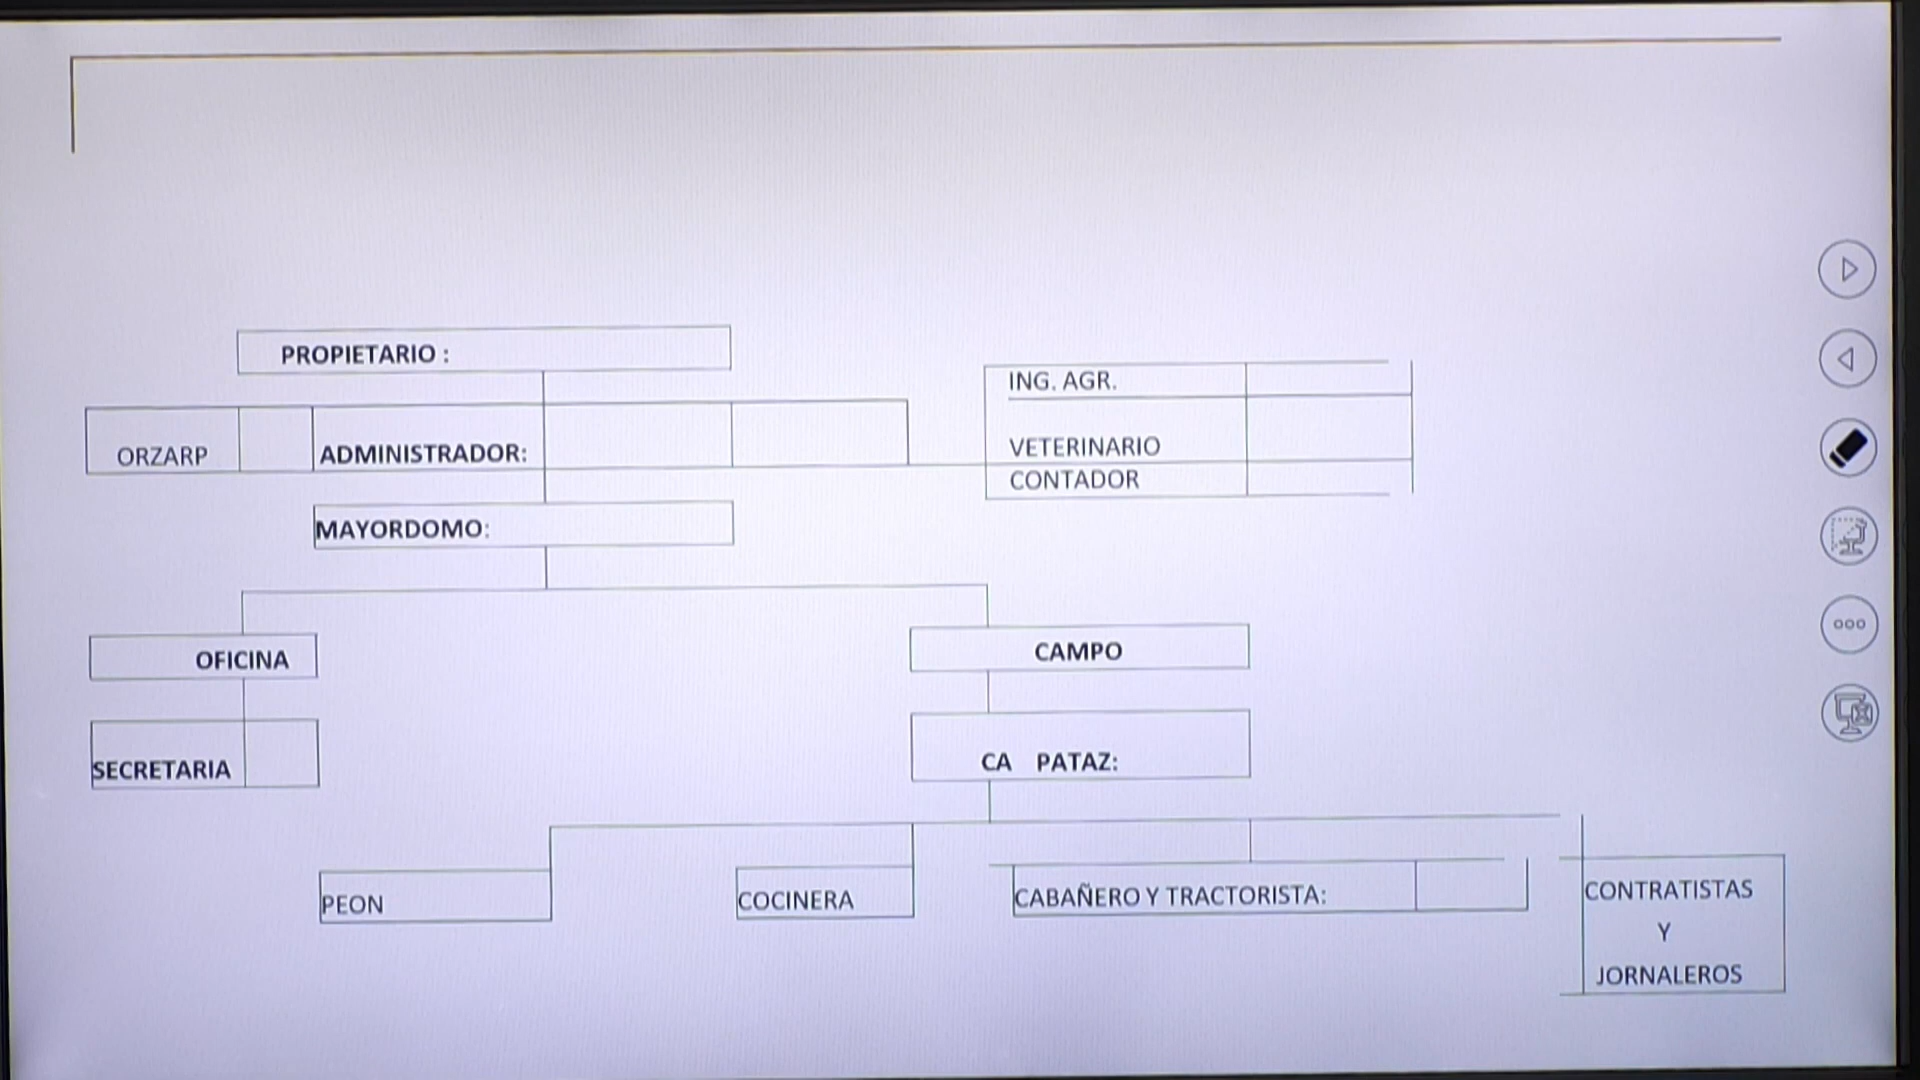 PROPIETARIO :
ORZARP
ADMINISTRADOR:
ING. AGR.
VETERINARIO
CONTADOR
MAYORDOMO:
OFICINA
CAMPO
SECRETARIA
CA PATAZ:
PEON
COCINERA
CABAÑERO Y TRACTORISTA:
CONTRATISTAS
Y
JORNALEROS